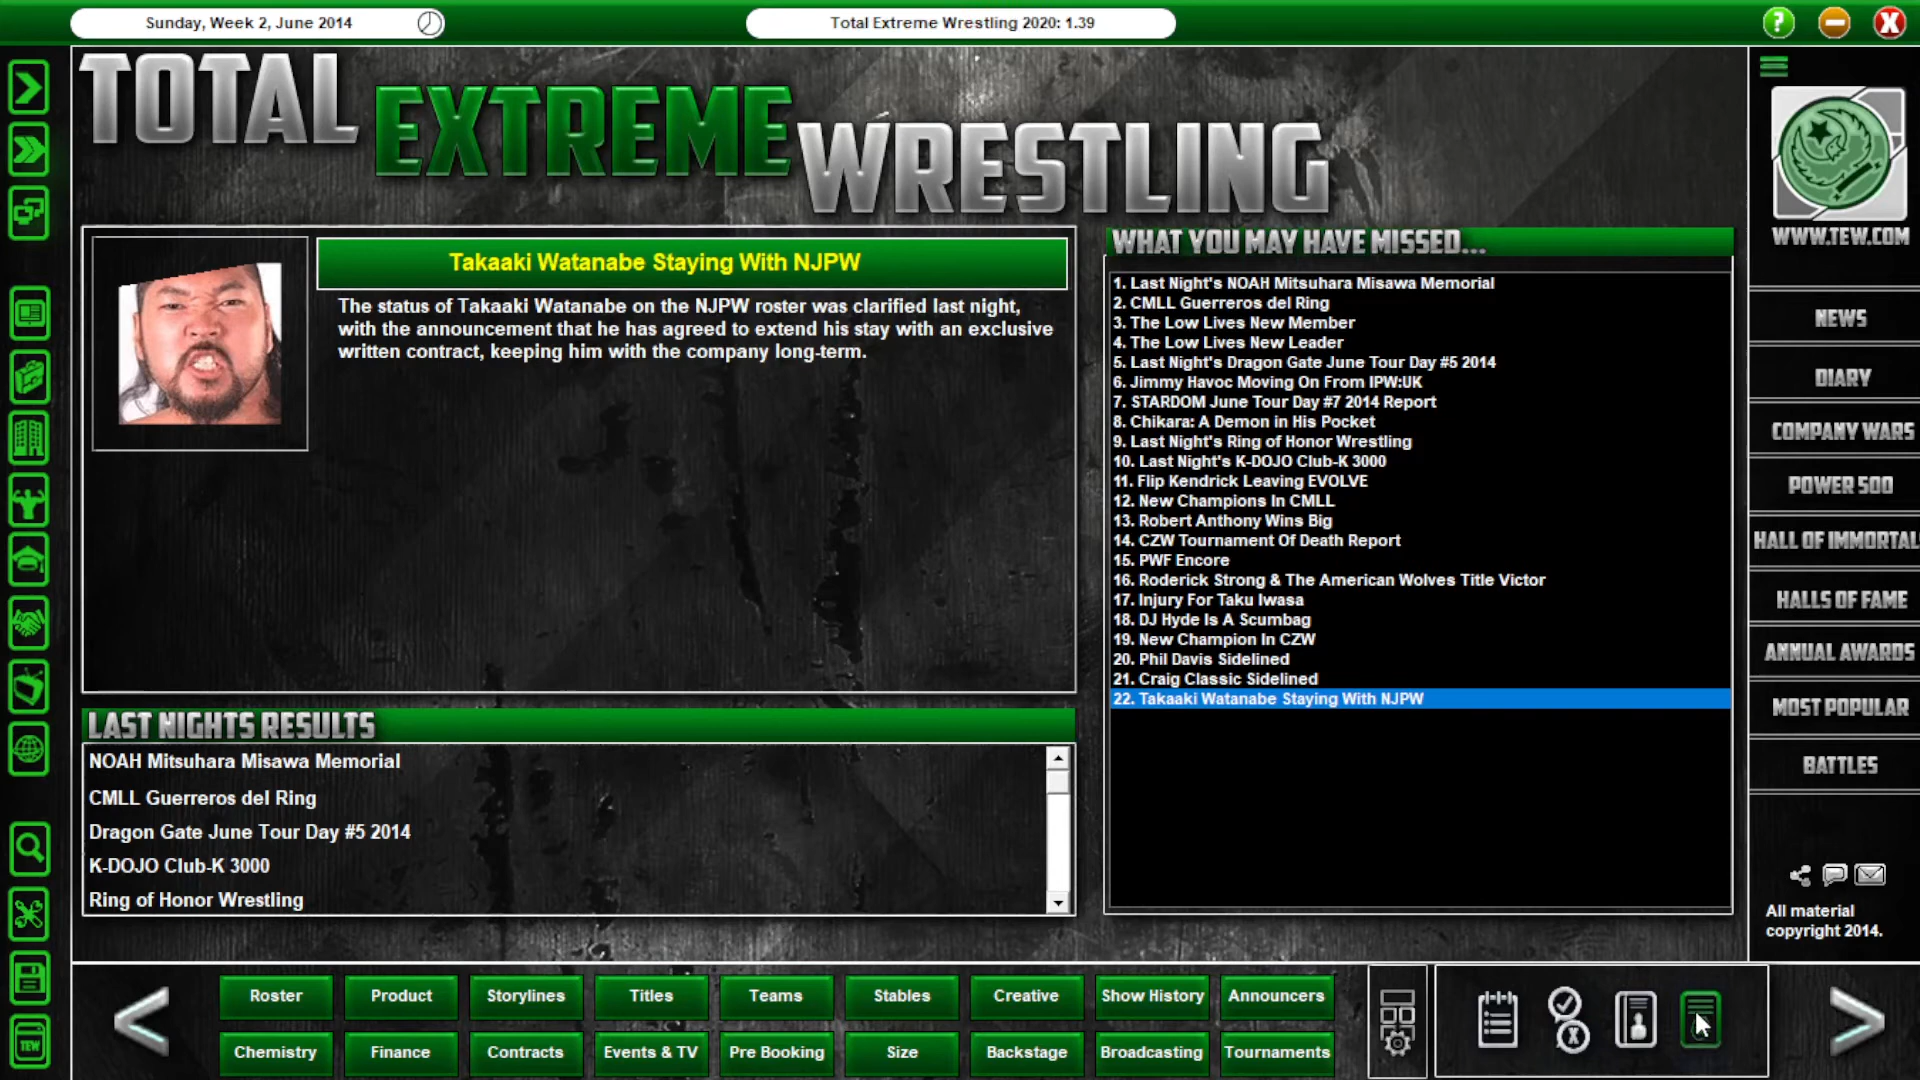 Sunday, Week 2, June 2014
Total Extreme Wrestling 2020: 1.39
TOTAL EXTREME WRESTLING
Takaaki Watanabe Staying With NJPW
The status of Takaaki Watanabe on the NJPW roster was clarified last night,
with the announcement that he has agreed to extend his stay with an exclusive
written contract, keeping him with the company long-term.
LAST NIGHTS RESULTS
NOAH Mitsuhara Misawa Memorial
CMLL Guerreros del Ring
Dragon Gate June Tour Day #5 2014
K-DOJO Club-K 3000
Ring of Honor Wrestling
WHAT YOU MAY HAVE MISSED...
1. Last Night's NOAH Mitsuhara Misawa Memorial
2. CMLL Guerreros del Ring
3. The Low Lives New Member
4. The Low Lives New Leader
5. Last Night's Dragon Gate June Tour Day #5 2014
6. Jimmy Havoc Moving On From IPW:UK
7. STARDOM June Tour Day #7 2014 Report
8. Chikara: A Demon in His Pocket
9. Last Night's Ring of Honor Wrestling
10. Last Night's K-DOJO Club-K 3000
11. Flip Kendrick Leaving EVOLVE
12. New Champions In CMLL
13. Robert Anthony Wins Big
14. CZW Tournament Of Death Report
15. PWF Encore
16. Roderick Strong & The American Wolves Title Victor
17. Injury For Taku Iwasa
18. DJ Hyde Is A Scumbag
19. New Champion In CZW
20. Phil Davis Sidelined
21. Craig Classic Sidelined
22. Takaaki Watanabe Staying With NJPW
WWW.TEW.COM
NEWS
DIARY
COMPANY WARS
POWER 500
HALL OF IMMORTALS
HALLS OF FAME
ANNUAL AWARDS
MOST POPULAR
BATTLES
All material
copyright 2014.
Roster Product Storylines Titles Teams Stables Creative Show History Announcers
Chemistry Finance Contracts Events & TV Pre Booking Size Backstage Broadcasting Tournaments
TEW